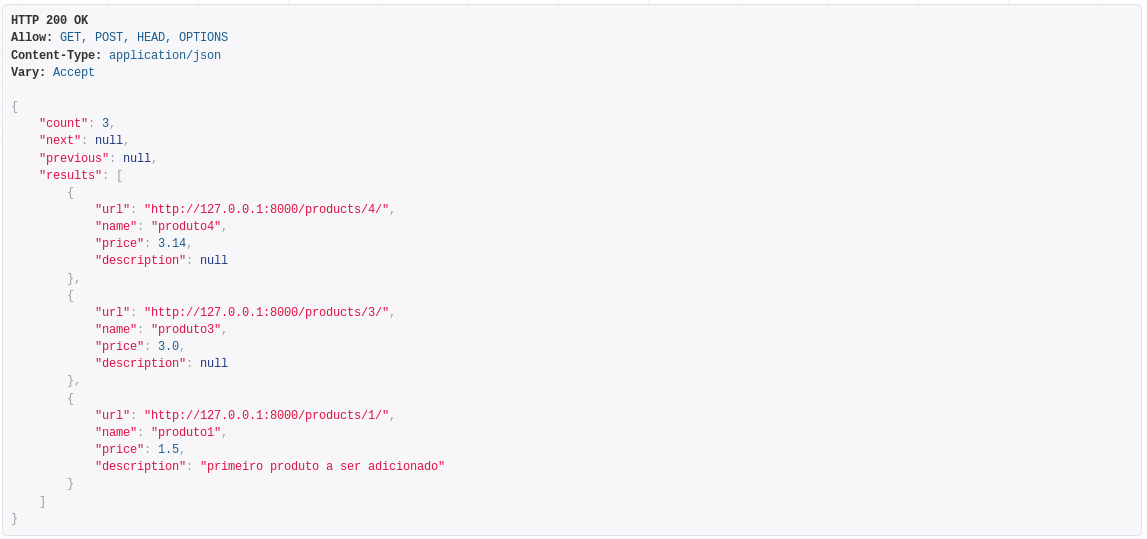 HTTP 200 OK
Allow: GET, POST, HEAD, OPTIONS
Content-Type: application/json
Vary: Accept
{
    "count": 3,
    "next": null,
    "previous": null,
    "results": [
        {
            "url": "http://127.0.0.1:8000/products/4/",
            "name": "produto4",
            "price": 3.14,
            "description": null
        },
        {
            "url": "http://127.0.0.1:8000/products/3/",
            "name": "produto3",
            "price": 3.0,
            "description": null
        },
        {
            "url": "http://127.0.0.1:8000/products/1/",
            "name": "produto1",
            "price": 1.5,
            "description": "primeiro produto a ser adicionado"
        }
    ]
}